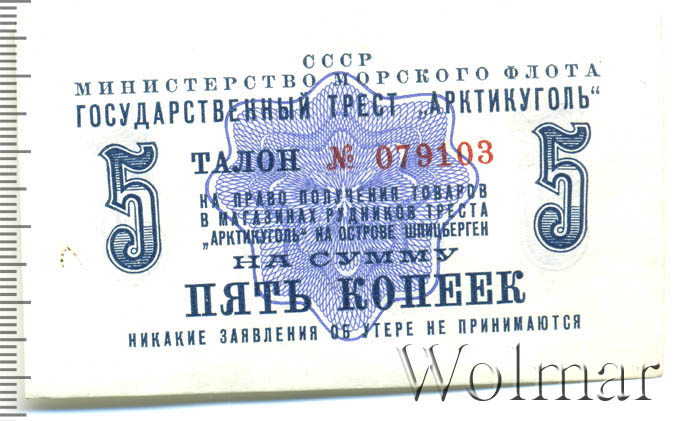 СССР
МИНИСТЕРСТВО МОРСКОГО ФЛОТА
ГОСУДАРСТВЕННЫЙ ТРЕСТ „АРКТИКУГОЛЬ“
5 ТАЛОН № 079103 5
НА ПРАВО ПОЛУЧЕНИЯ ТОВАРОВ
В МАГАЗИНАХ РУДНИКОВ ТРЕСТА
„АРКТИКУГОЛЬ“ НА ОСТРОВЕ ШПИЦБЕРГЕН
НА СУММУ
ПЯТЬ КОПЕЕК
НИКАКИЕ ЗАЯВЛЕНИЯ ОБ УТЕРЕ НЕ ПРИНИМАЮТСЯ
Wolmar